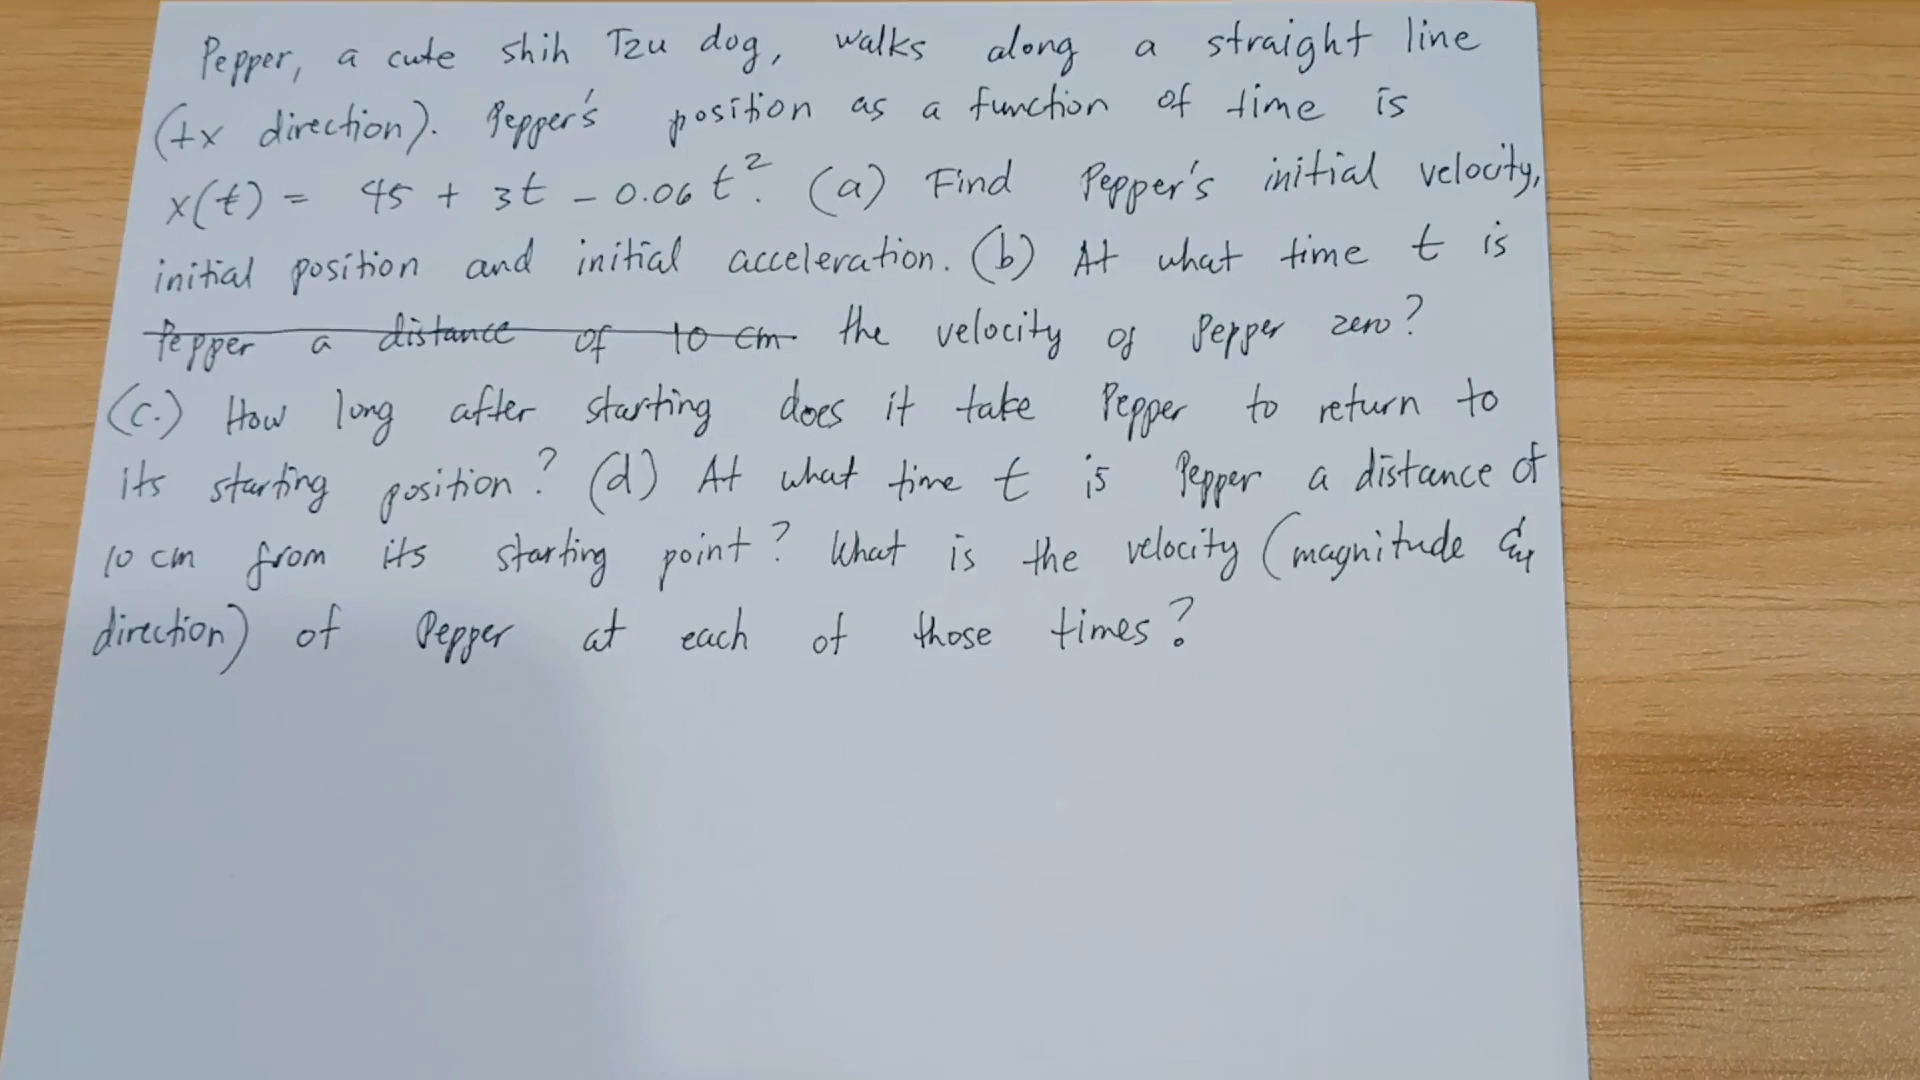 Pepper, a cute shih Tzu dog, walks along a straight line
(+x direction). Pepper's position as a function of time is
x(t) = 45 + 3t - 0.06t². (a) Find Pepper's initial velocity,
initial position and initial acceleration. (b) At what time t is
Pepper a distance of 10 cm the velocity of Pepper zero?
(c.) How long after starting does it take Pepper to return to
its starting position? (d) At what time t is Pepper a distance of
10 cm from its starting point? What is the velocity (magnitude &
direction) of Pepper at each of those times?